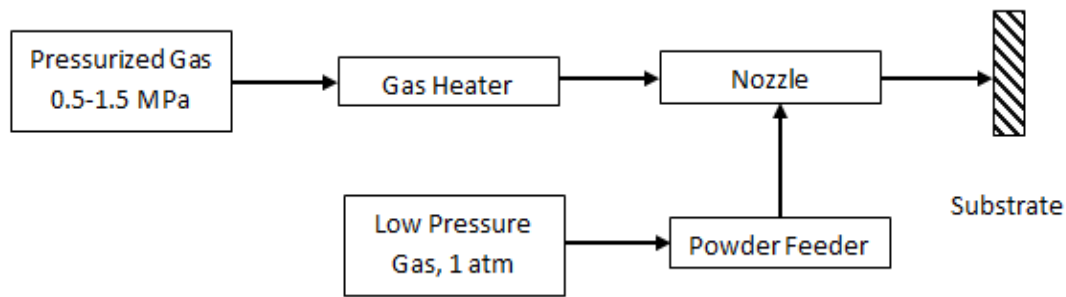 Pressurized Gas
0.5-1.5 MPa
Gas Heater
Nozzle
Low Pressure
Gas, 1 atm
Powder Feeder
Substrate